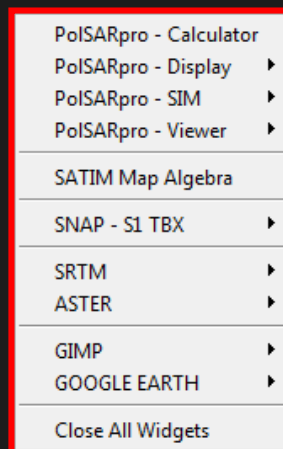 PolSARpro - Calculator
PolSARpro - Display
PolSARpro - SIM
PolSARpro - Viewer
SATIM Map Algebra
SNAP - S1 TBX
SRTM
ASTER
GIMP
GOOGLE EARTH
Close All Widgets